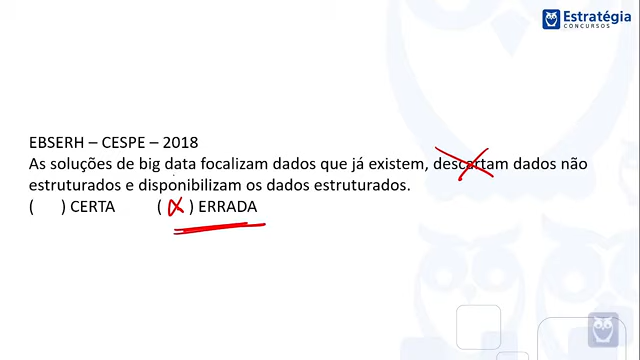 Estratégia
CONCURSOS
EBSERH – CESPE – 2018
As soluções de big data focalizam dados que já existem, descartam dados não
estruturados e disponibilizam os dados estruturados.
( ) CERTA ( X ) ERRADA